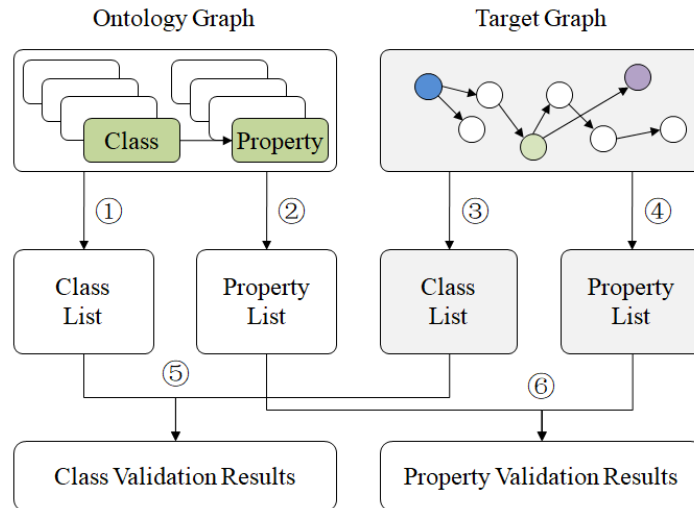 Ontology Graph
Target Graph
Class
Property
①
②
③
④
Class
List
Property
List
Class
List
Property
List
⑤
⑥
Class Validation Results
Property Validation Results